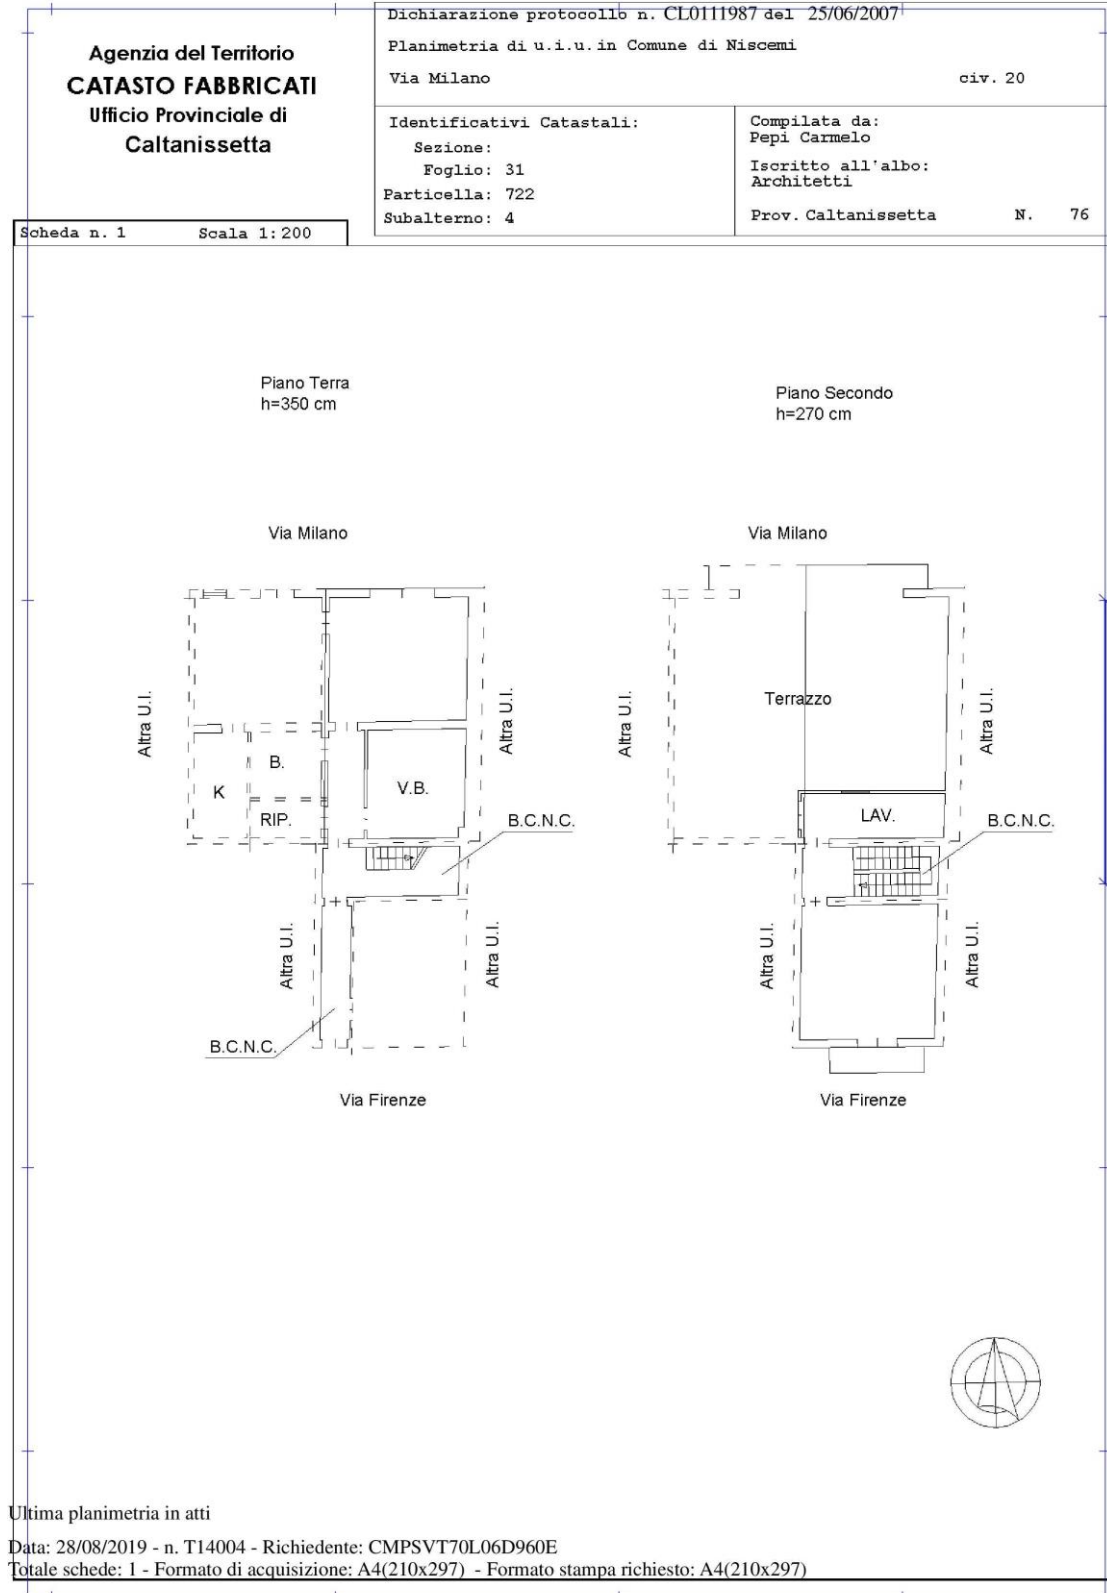 Agenzia del Territorio
CATASTO FABBRICATI
Ufficio Provinciale di
Caltanissetta
Dichiarazione protocollo n. CL0111987 del 25/06/2007
Planimetria di u.i.u. in Comune di Niscemi
Via Milano civ. 20
Identificativi Catastali:
Sezione:
Foglio: 31
Particella: 722
Subalterno: 4
Compilata da:
Pepi Carmelo
Iscritto all'albo:
Architetti
Prov. Caltanissetta N. 76
Scheda n. 1 Scala 1:200
Piano Terra
h=350 cm
Via Milano
Altra U.I.
Altra U.I.
B.
K
V.B.
RIP.
B.C.N.C.
Altra U.I.
Altra U.I.
B.C.N.C.
Via Firenze
Piano Secondo
h=270 cm
Via Milano
Altra U.I.
Terrazzo
Altra U.I.
LAV.
B.C.N.C.
Altra U.I.
Altra U.I.
Via Firenze
Ultima planimetria in atti
Data: 28/08/2019 - n. T14004 - Richiedente: CMPSVT70L06D960E
Totale schede: 1 - Formato di acquisizione: A4(210x297) - Formato stampa richiesto: A4(210x297)